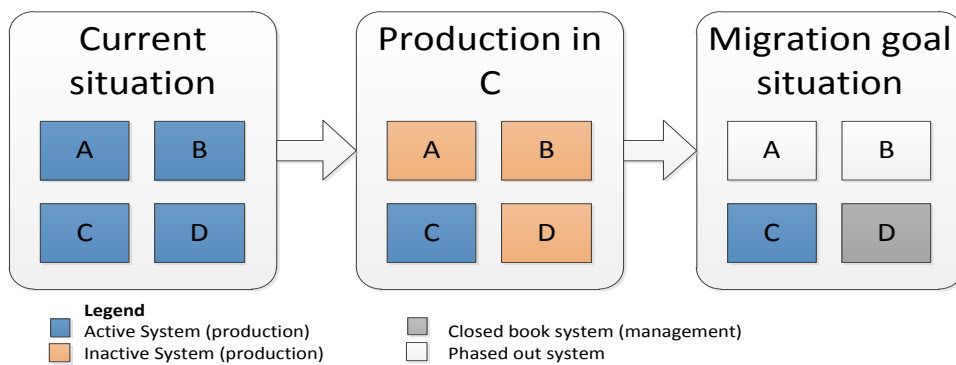 Current
situation
A
B
C
D
Production in
C
A
B
C
D
Migration goal
situation
A
B
C
D
Legend
Active System (production)
Inactive System (production)
Closed book system (management)
Phased out system